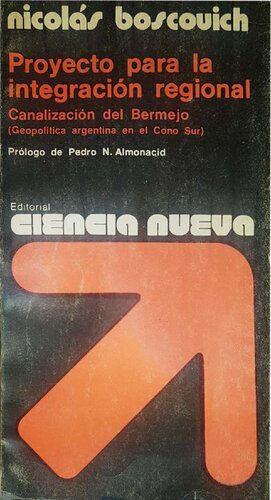 nicolás boscovich
Proyecto para la
integración regional
Canalización del Bermejo
(Geopolítica argentina en el Cono Sur)
Prólogo de Pedro N. Almonacid
Editorial
CIENCIA NUEVA